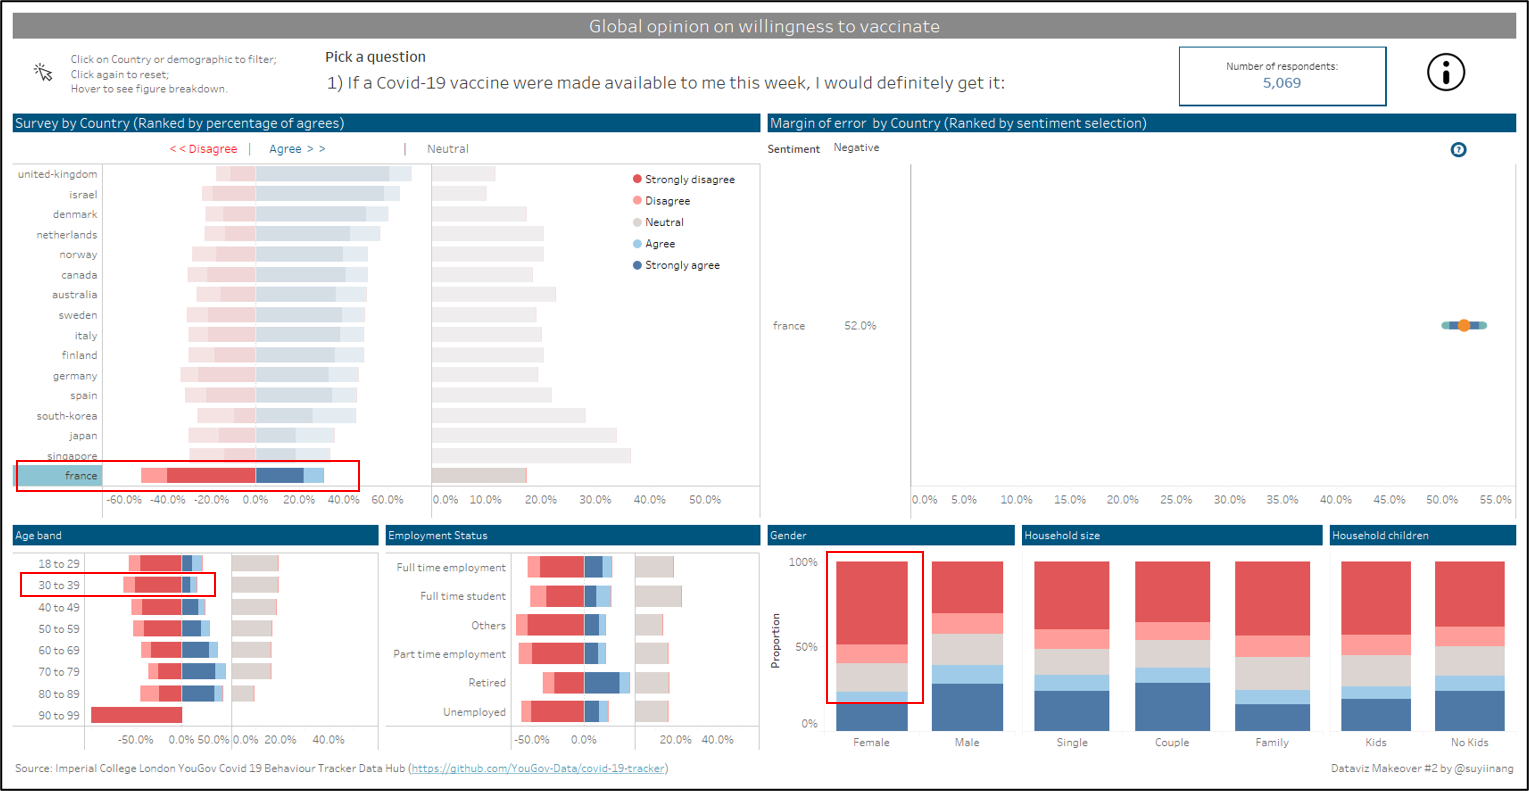 Global opinion on willingness to vaccinate
Click on Country or demographic to filter;
Click again to reset;
Hover to see figure breakdown.
Pick a question
1) If a Covid-19 vaccine were made available to me this week, I would definitely get it:
Number of respondents:
5,069
Survey by Country (Ranked by percentage of agrees)
<< Disagree | Agree > > | Neutral
united-kingdom
israel
denmark
netherlands
norway
canada
australia
sweden
italy
finland
germany
spain
south-korea
japan
singapore
france
Strongly disagree
Disagree
Neutral
Agree
Strongly agree
-60.0% -40.0% -20.0% 0.0% 20.0% 40.0% 60.0% 0.0% 10.0% 20.0% 30.0% 40.0% 50.0%
Margin of error by Country (Ranked by sentiment selection)
Sentiment Negative
?
france 52.0%
0.0% 5.0% 10.0% 15.0% 20.0% 25.0% 30.0% 35.0% 40.0% 45.0% 50.0% 55.0%
Age band
18 to 29
30 to 39
40 to 49
50 to 59
60 to 69
70 to 79
80 to 89
90 to 99
-50.0% 0.0% 50.0% 0.0% 20.0% 40.0%
Employment Status
Full time employment
Full time student
Others
Part time employment
Retired
Unemployed
-50.0% 0.0% 20.0% 40.0%
Gender
Proportion
100%
50%
0%
Female Male
Household size
Single Couple Family
Household children
Kids No Kids
Source: Imperial College London YouGov Covid 19 Behaviour Tracker Data Hub (https://github.com/YouGov-Data/covid-19-tracker)
Dataviz Makeover #2 by @suyiinang